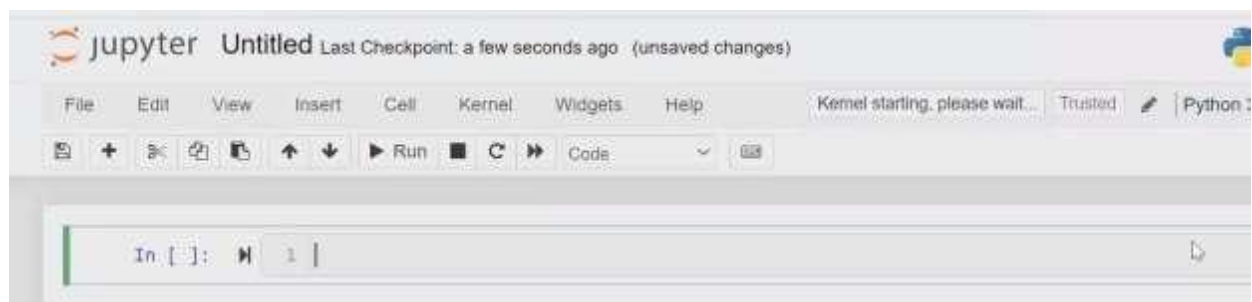 jupyter Untitled Last Checkpoint: a few seconds ago (unsaved changes)
File Edit View Insert Cell Kernel Widgets Help Kernel starting, please wait... Trusted Python 3
Run Code
In [ ]: 1